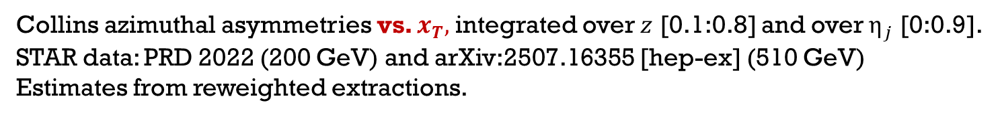 Collins azimuthal asymmetries vs. x_T, integrated over z [0.1:0.8] and over η_j [0:0.9].
STAR data: PRD 2022 (200 GeV) and arXiv:2507.16355 [hep-ex] (510 GeV)
Estimates from reweighted extractions.